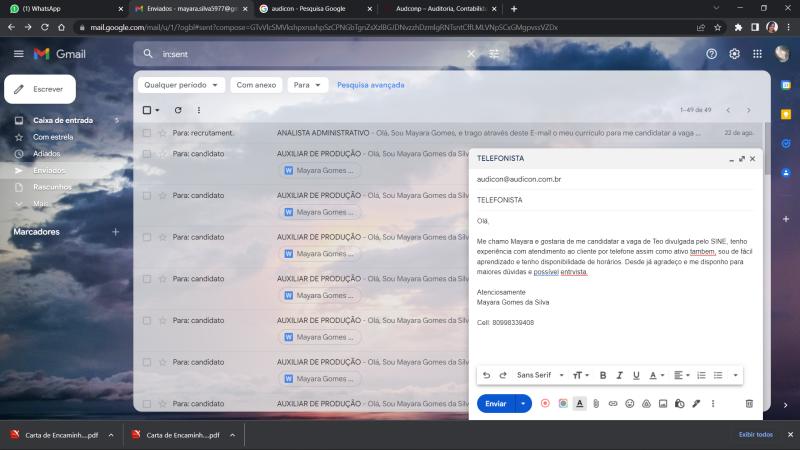 (1) WhatsApp
Enviados - mayara.silva5977@gm
audicon - Pesquisa Google
Audconp – Auditoria, Contabilid
mail.google.com/mail/u/1/?ogbl#sent?compose=
Gmail
in:sent
Escrever
Qualquer período
Com anexo
Para
Pesquisa avançada
1–49 de 49
Caixa de entrada 5
Com estrela
Adiados
Enviados
Rascunhos
Mais
Marcadores
Para: recrutament. ANALISTA ADMINISTRATIVO - Olá, Sou Mayara Gomes, e trago através deste E-mail o meu currículo para me candidatar a vaga ... 22 de ago.
Para: candidato AUXILIAR DE PRODUÇÃO - Olá, Sou Mayara Gomes da Silv
Mayara Gomes ...
Para: candidato AUXILIAR DE PRODUÇÃO - Olá, Sou Mayara Gomes da Silv
Mayara Gomes ...
Para: candidato AUXILIAR DE PRODUÇÃO - Olá, Sou Mayara Gomes da Silv
Mayara Gomes ...
Para: candidato AUXILIAR DE PRODUÇÃO - Olá, Sou Mayara Gomes da Silv
Mayara Gomes ...
Para: candidato AUXILIAR DE PRODUÇÃO - Olá, Sou Mayara Gomes da Silv
Mayara Gomes ...
Para: candidato AUXILIAR DE PRODUÇÃO - Olá, Sou Mayara Gomes da Silv
Mayara Gomes ...
Para: candidato AUXILIAR DE PRODUÇÃO - Olá, Sou Mayara Gomes da Silv
TELEFONISTA
audicon@audicon.com.br
TELEFONISTA
Olá,
Me chamo Mayara e gostaria de me candidatar a vaga de Teo divulgada pelo SINE, tenho
experiência com atendimento ao cliente por telefone assim como ativo tambem, sou de fácil
aprendizado e tenho disponibilidade de horários. Desde já agradeço e me disponho para
maiores dúvidas e possível entrvista.
Atenciosamente
Mayara Gomes da Silva
Cell: 80998339408
Sans Serif
Enviar
Carta de Encaminh....pdf
Carta de Encaminh....pdf
Exibir todos